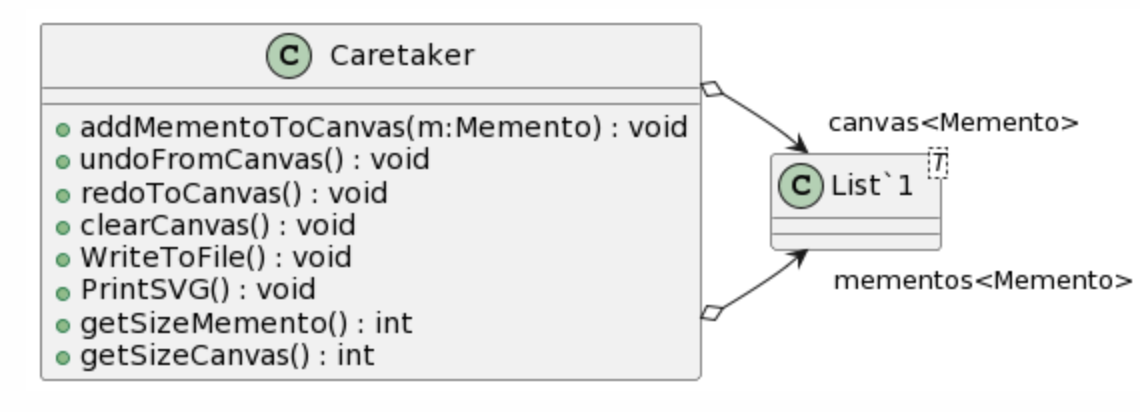 C Caretaker
addMementoToCanvas(m:Memento) : void
undoFromCanvas() : void
redoToCanvas() : void
clearCanvas() : void
WriteToFile() : void
PrintSVG() : void
getSizeMemento() : int
getSizeCanvas() : int
canvas<Memento>
T
C List`1
mementos<Memento>